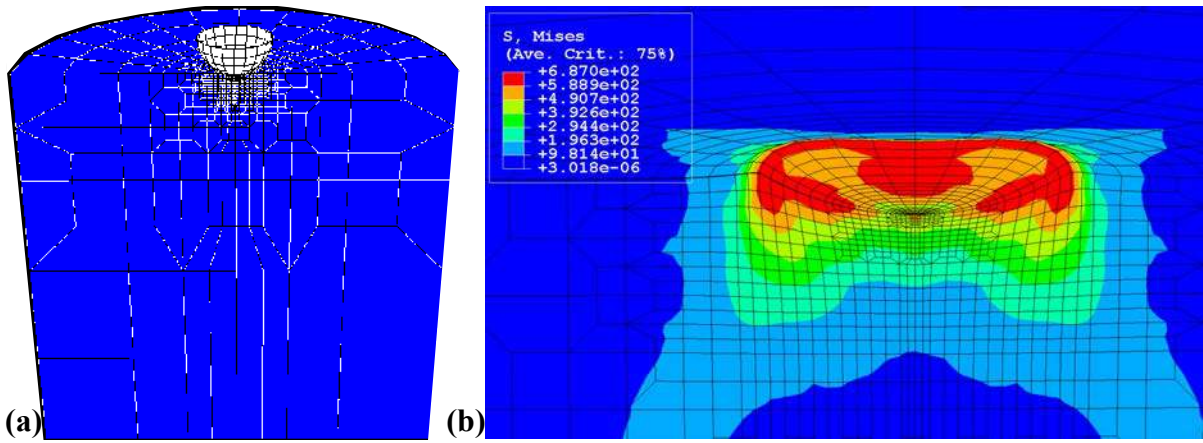 S, Mises
(Ave. Crit.: 75%)
+6.870e+02
+5.889e+02
+4.907e+02
+3.926e+02
+2.944e+02
+1.963e+02
+9.814e+01
+3.018e-06
(a)
(b)